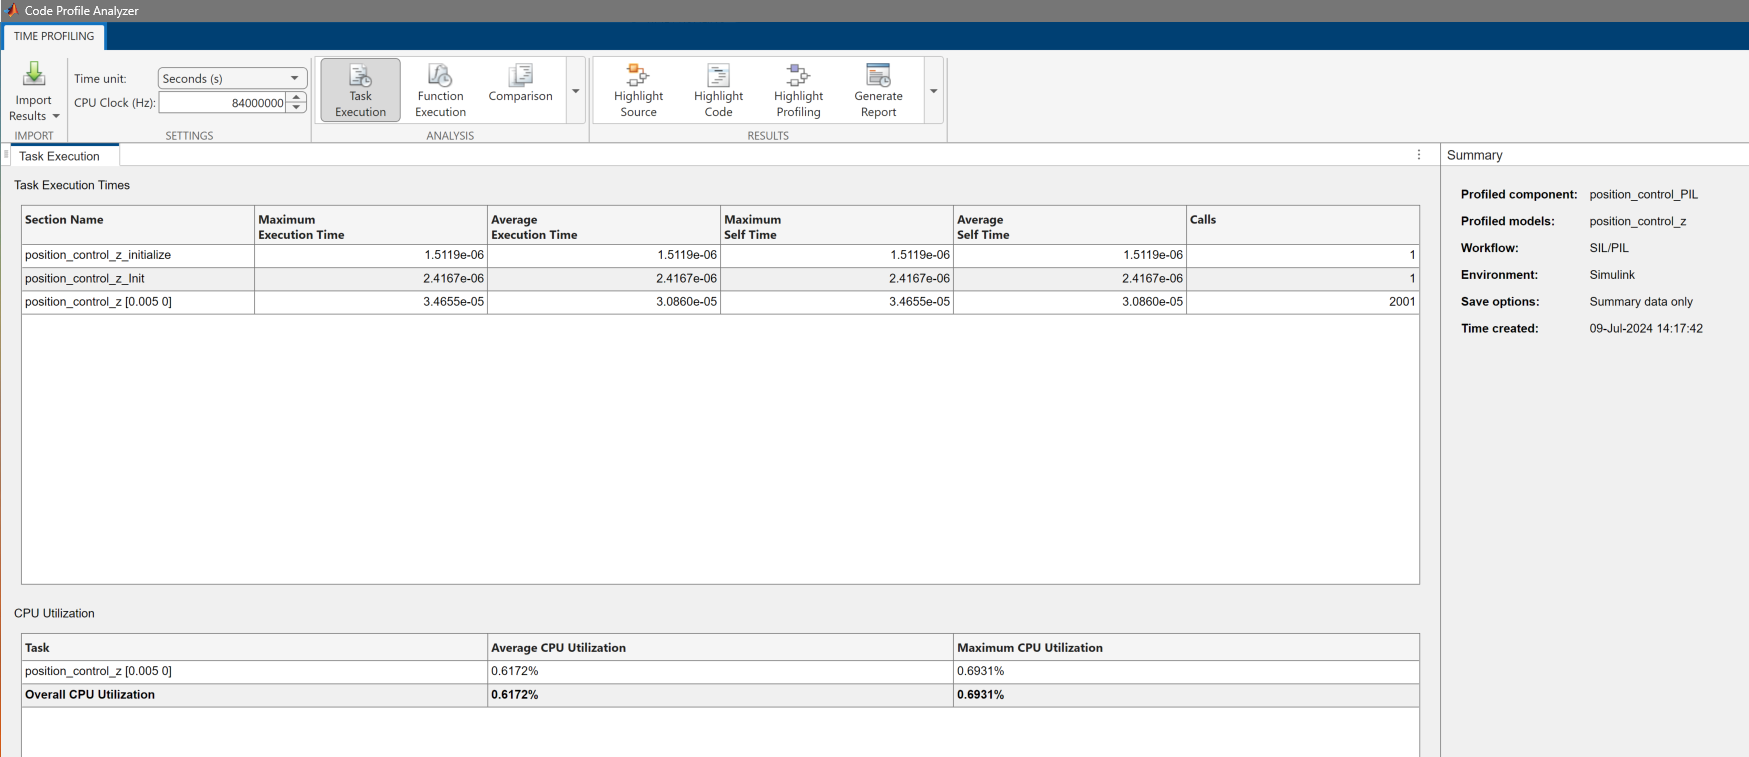 Code Profile Analyzer
TIME PROFILING
Import
Results
IMPORT
Time unit: Seconds (s)
CPU Clock (Hz): 84000000
SETTINGS
Task
Execution
Function
Execution
Comparison
ANALYSIS
Highlight
Source
Highlight
Code
Highlight
Profiling
Generate
Report
RESULTS
Task Execution
Task Execution Times
Section Name Maximum Execution Time Average Execution Time Maximum Self Time Average Self Time Calls
position_control_z_initialize 1.5119e-06 1.5119e-06 1.5119e-06 1.5119e-06 1
position_control_z_Init 2.4167e-06 2.4167e-06 2.4167e-06 2.4167e-06 1
position_control_z [0.005 0] 3.4655e-05 3.0860e-05 3.4655e-05 3.0860e-05 2001
CPU Utilization
Task Average CPU Utilization Maximum CPU Utilization
position_control_z [0.005 0] 0.6172% 0.6931%
Overall CPU Utilization 0.6172% 0.6931%
Summary
Profiled component: position_control_PIL
Profiled models: position_control_z
Workflow: SIL/PIL
Environment: Simulink
Save options: Summary data only
Time created: 09-Jul-2024 14:17:42